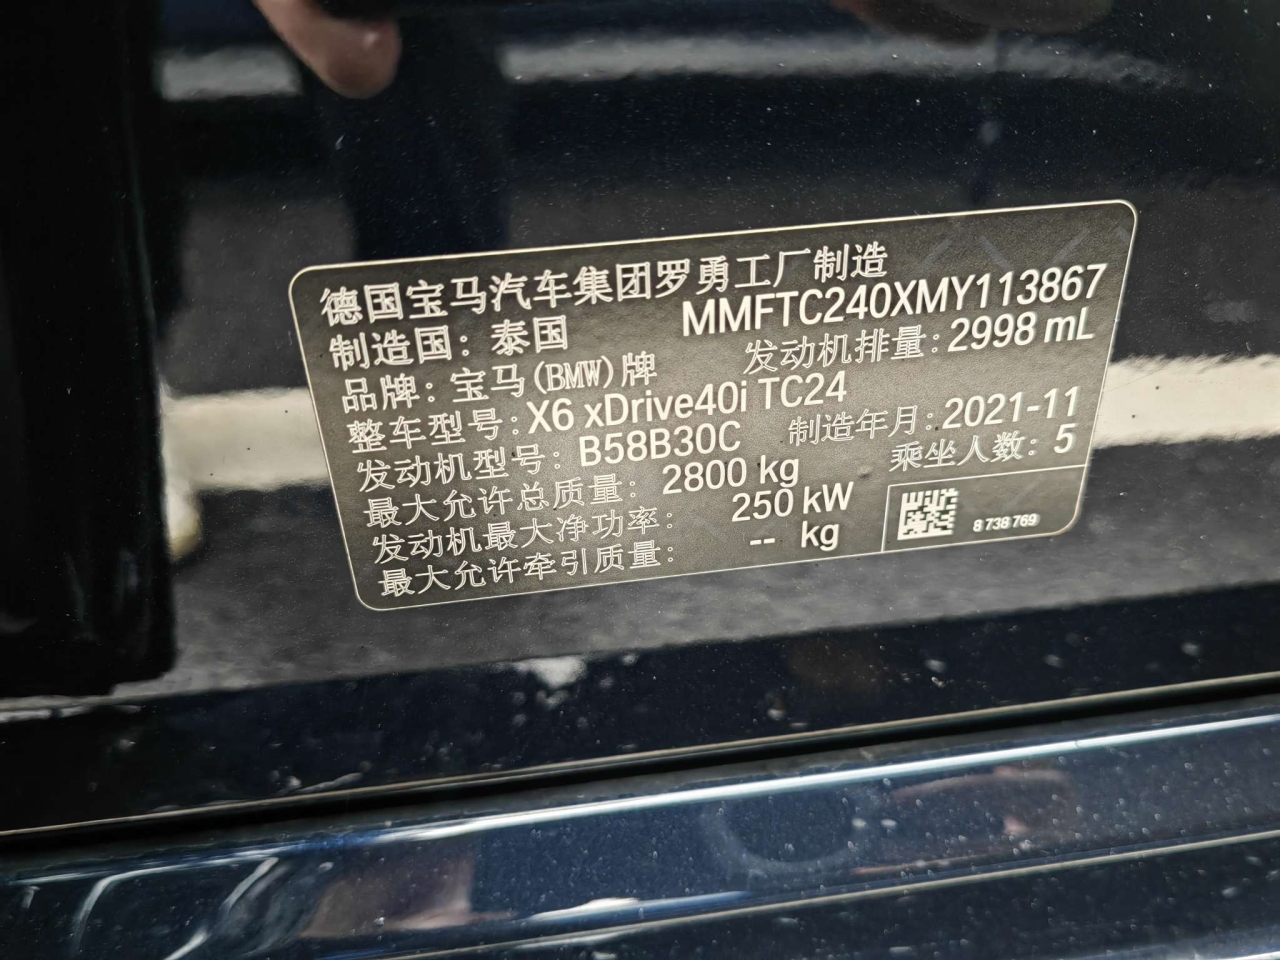 德国宝马汽车集团罗勇工厂制造
制造国：泰国 MMFTC240XMY113867
品牌：宝马(BMW)牌 发动机排量：2998 mL
整车型号：X6 xDrive40i TC24
发动机型号：B58B30C 制造年月：2021-11
最大允许总质量：2800 kg 乘坐人数：5
发动机最大净功率：250 kW
最大允许牵引质量：-- kg
8 738 769